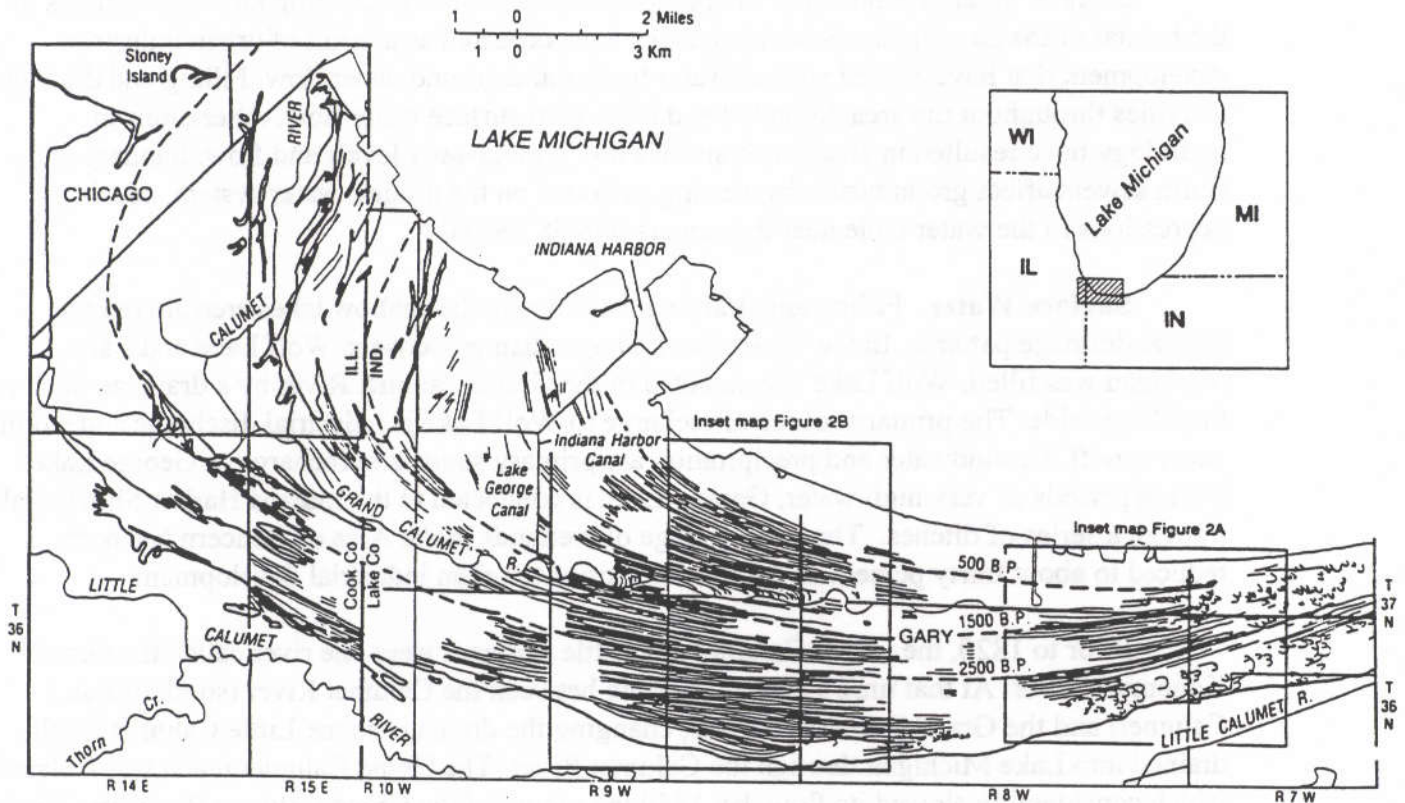 1 0 2 Miles
0 3 Km
Stoney
Island
RIVER
LAKE MICHIGAN
CHICAGO
WI
Lake Michigan
MI
IL
IN
INDIANA HARBOR
CALUMET
ILL.
IND.
Inset map Figure 2B
Indiana Harbor
Canal
Lake
George
Canal
GRAND
CALUMET
R.
Inset map Figure 2A
500 B.P.
1500 B.P.
2500 B.P.
GARY
LITTLE
CALUMET
RIVER
Cook Co.
Lake Co.
T
36
N
T
37
N
T
36
N
LITTLE CALUMET R.
Thorn Cr.
R 14 E
R 15 E
R 10 W
R 9 W
R 8 W
R 7 W